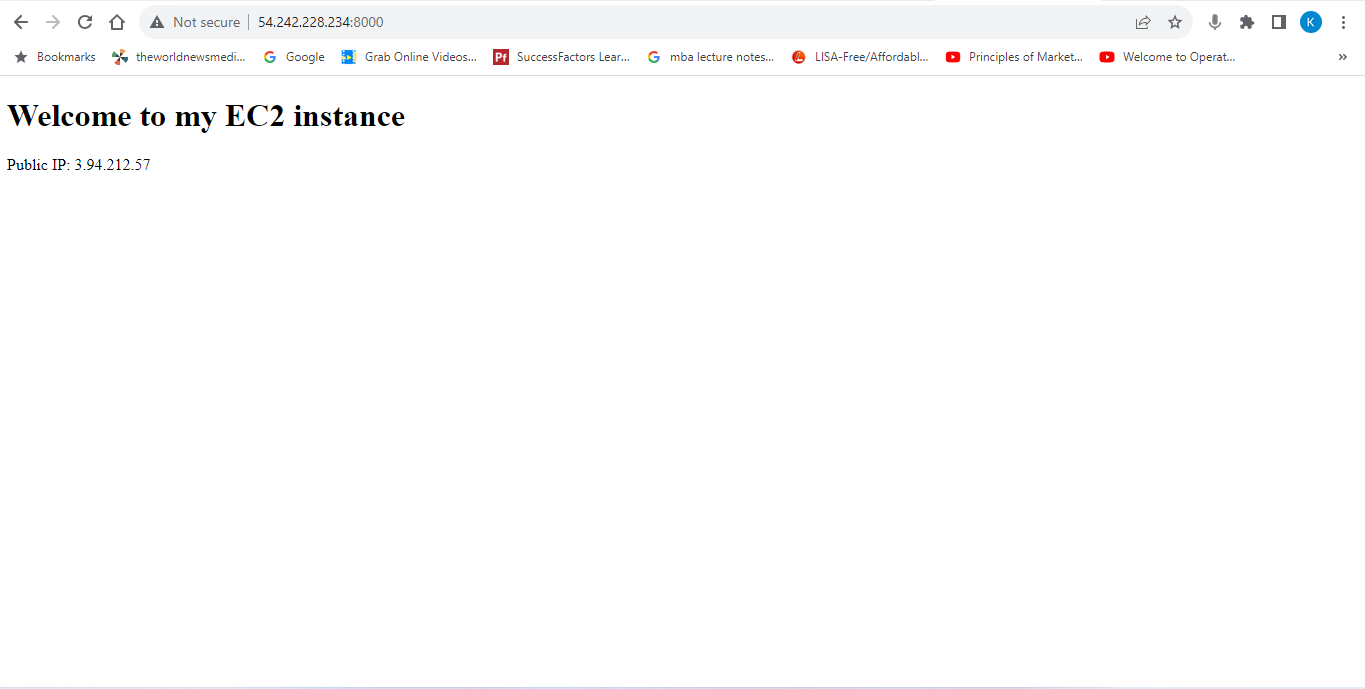 Not secure 54.242.228.234:8000 K
Bookmarks theworldnewsmedi... Google Grab Online Videos... Pf SuccessFactors Lear... mba lecture notes... LISA-Free/Affordabl... Principles of Market... Welcome to Operat... »
Welcome to my EC2 instance
Public IP: 3.94.212.57